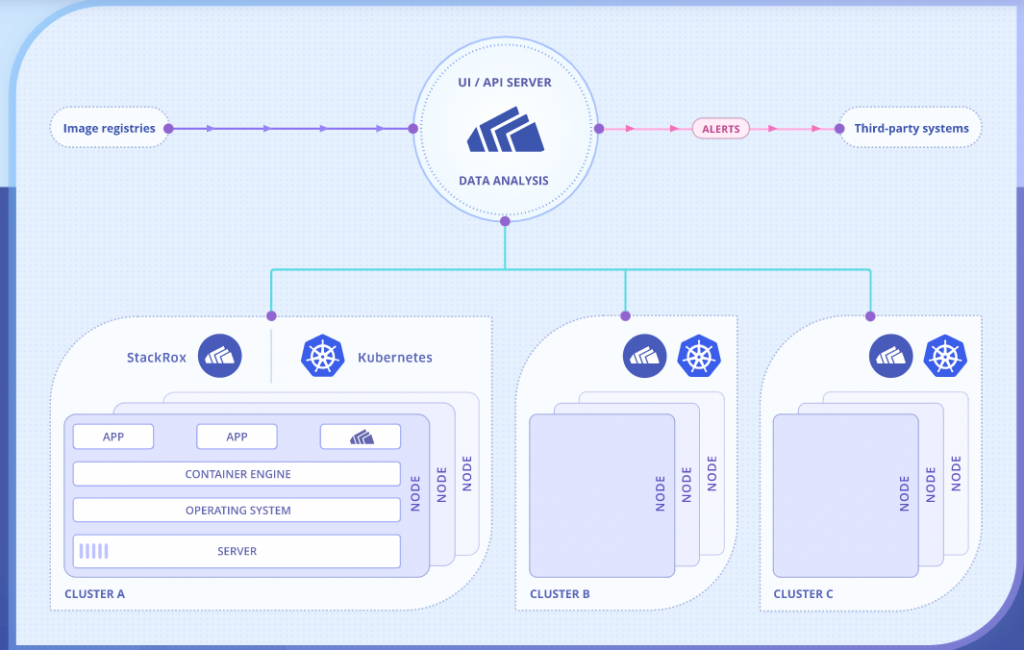 UI / API SERVER
Image registries
ALERTS
Third-party systems
DATA ANALYSIS
StackRox
Kubernetes
APP
APP
CONTAINER ENGINE
OPERATING SYSTEM
SERVER
NODE
NODE
NODE
CLUSTER A
NODE
NODE
NODE
CLUSTER B
NODE
NODE
NODE
CLUSTER C